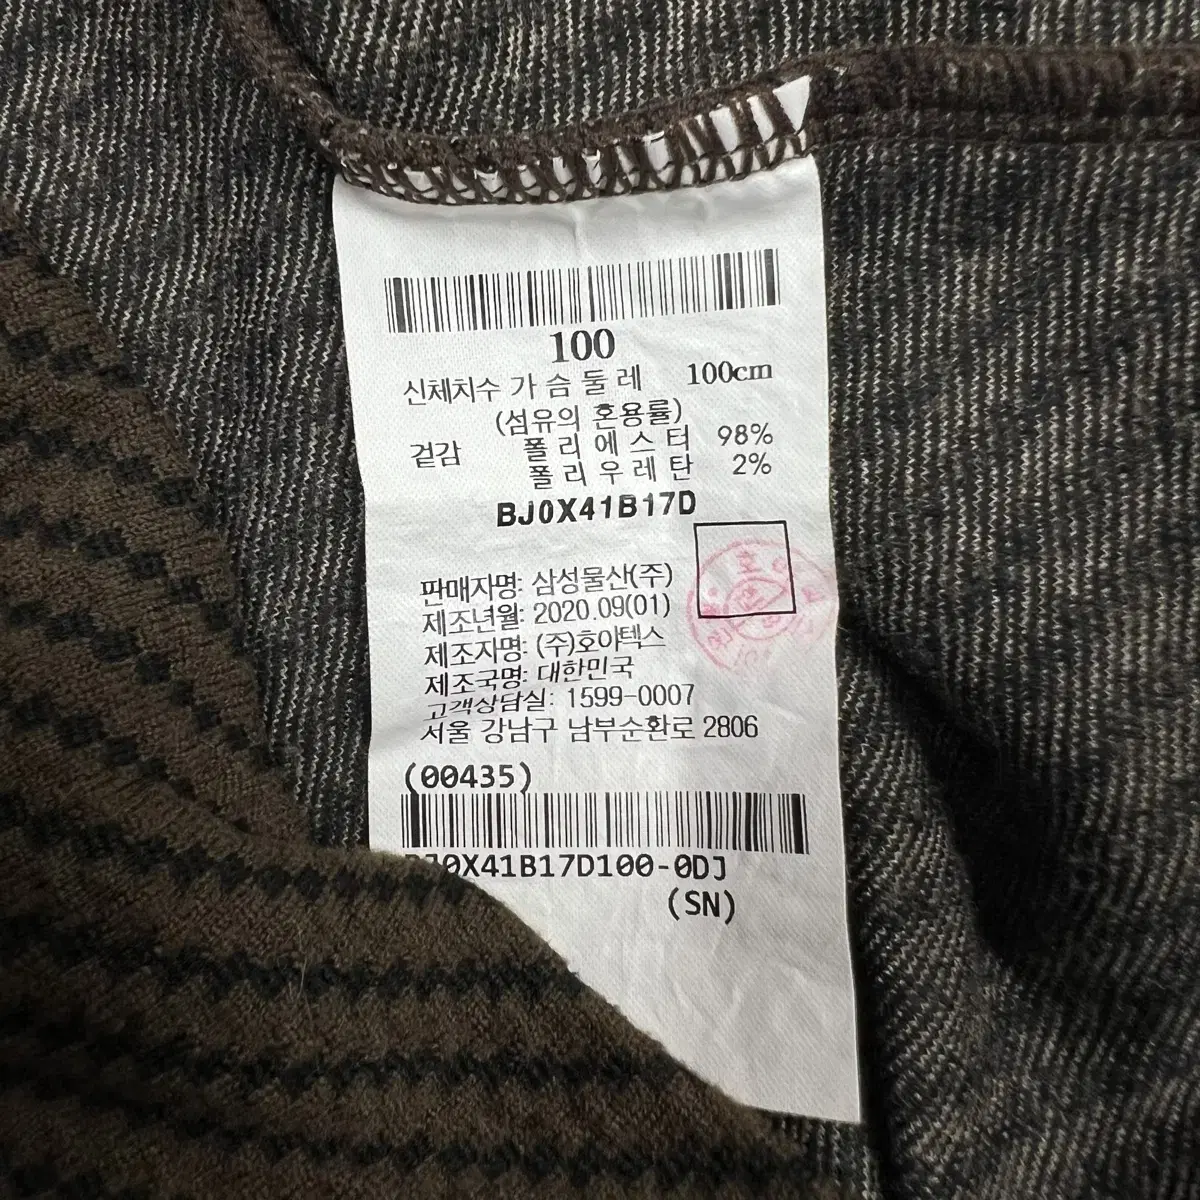 100
신체치수 가 슴 둘 레 100cm
(섬유의 혼용률)
겉감 폴 리 에 스 터 98%
폴 리 우 레 탄 2%
BJ0X41B17D
판매자명: 삼성물산(주)
제조년월: 2020.09(01)
제조자명: (주)호아텍스
제조국명: 대한민국
고객상담실: 1599-0007
서울 강남구 남부순환로 2806
(00435)
BJ0X41B17D100-0DJ
(SN)